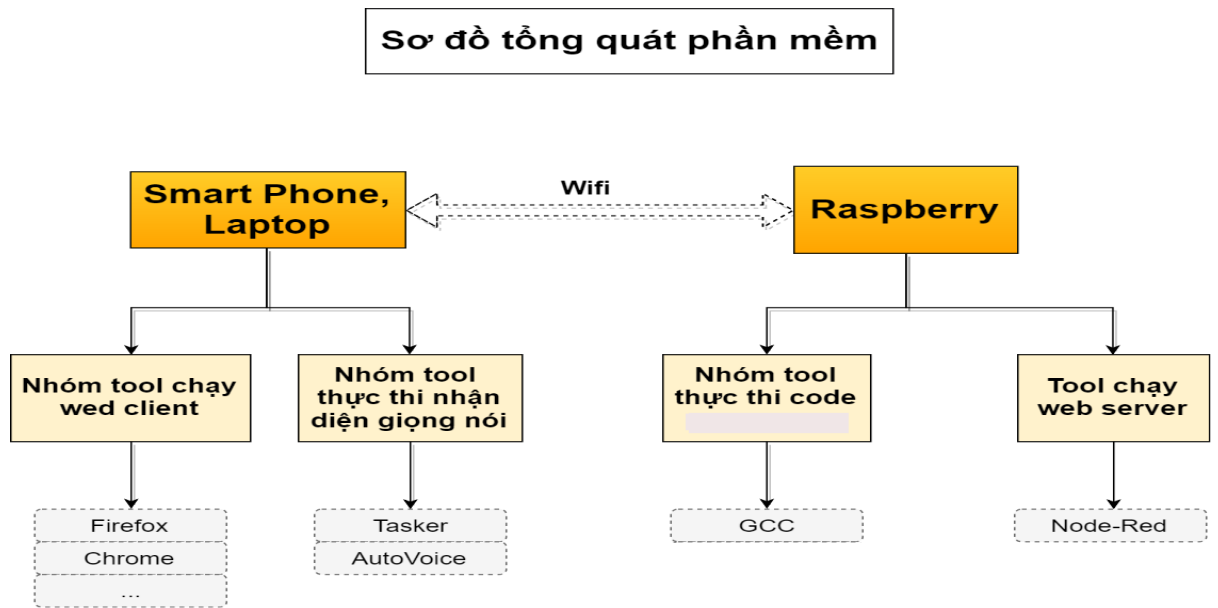 Sơ đồ tổng quát phần mềm
Smart Phone,
Laptop
Wifi
Raspberry
Nhóm tool chạy
wed client
Nhóm tool
thực thi nhận
diện giọng nói
Nhóm tool
thực thi code
Tool chạy
web server
Firefox
Chrome
...
Tasker
AutoVoice
GCC
Node-Red